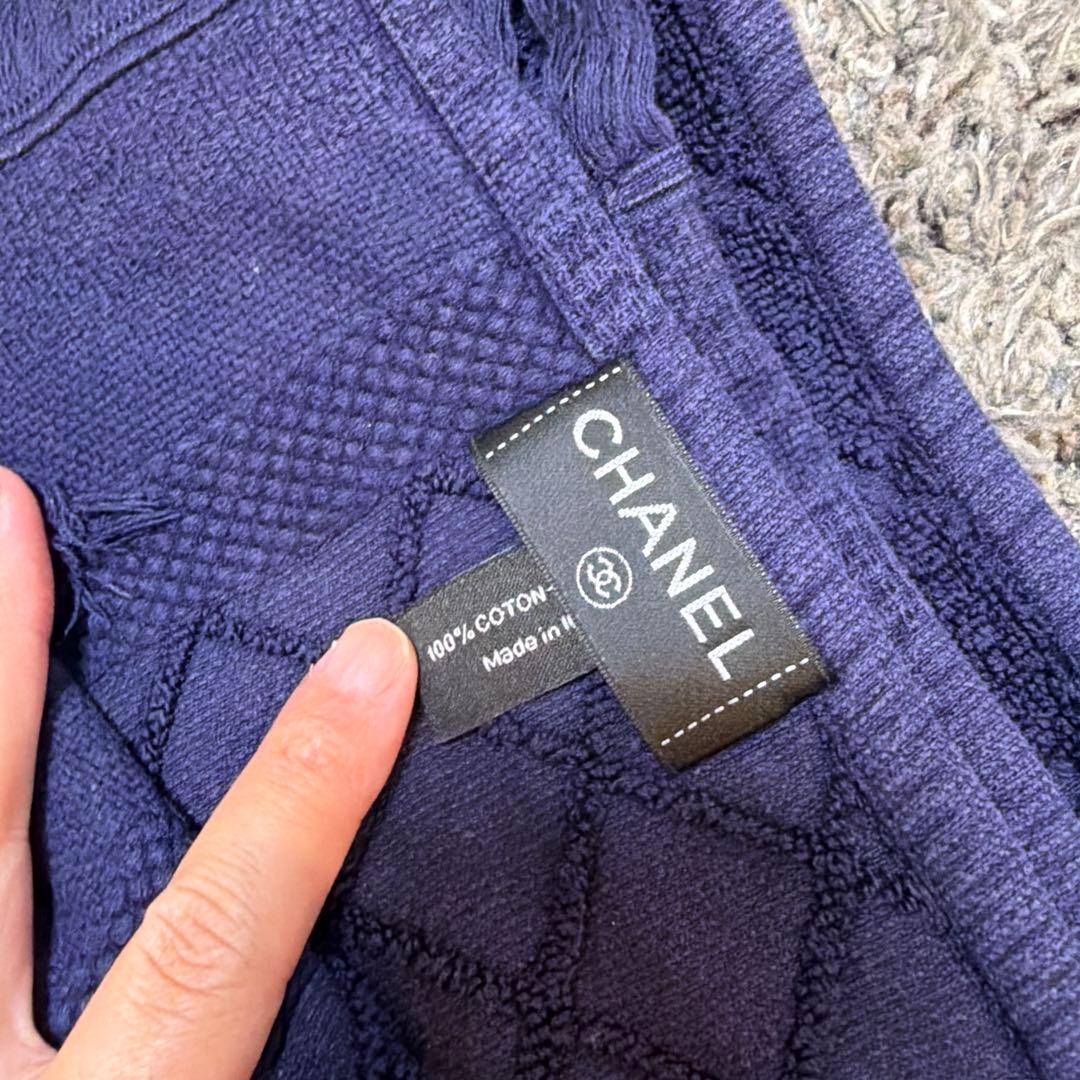 CHANEL
100% COTON-
Made in